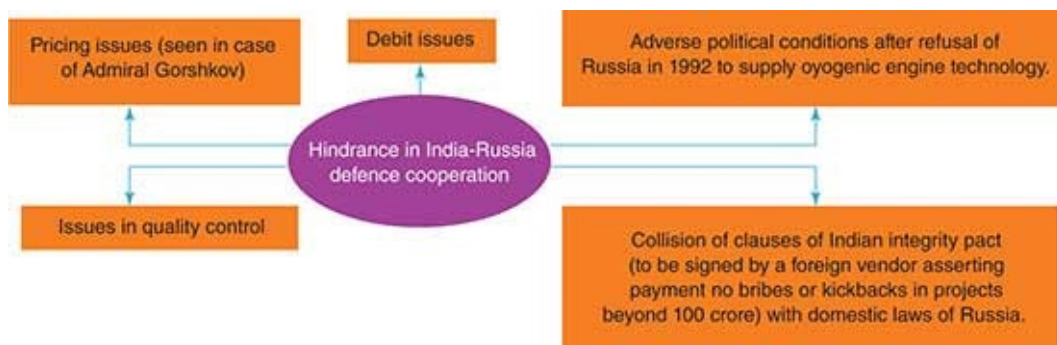 Pricing issues (seen in case
of Admiral Gorshkov)
Debit issues
Adverse political conditions after refusal of
Russia in 1992 to supply oyogenic engine technology.
Hindrance in India-Russia
defence cooperation
Issues in quality control
Collision of clauses of Indian integrity pact
(to be signed by a foreign vendor asserting
payment no bribes or kickbacks in projects
beyond 100 crore) with domestic laws of Russia.